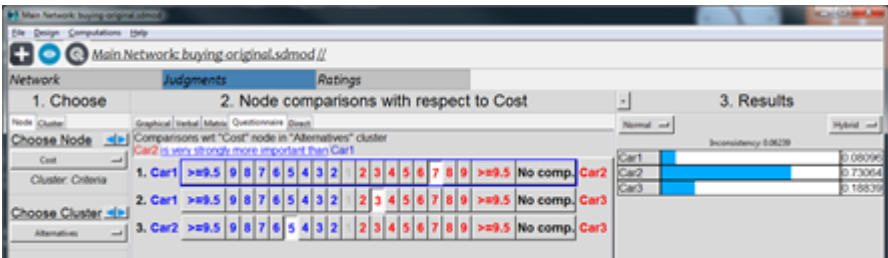 Main Network: buying-original.sdmod
File Design Computations Help
Main Network: buying-original.sdmod //
Network Judgments Ratings
1. Choose 2. Node comparisons with respect to Cost - 3. Results
Node Cluster Graphical Verbal Matrix Questionnaire Direct Normal Hybrid
Choose Node Comparisons wrt "Cost" node in "Alternatives" cluster
Car2 is very strongly more important than Car1
Inconsistency: 0.06239
Cost 1. Car1 >=9.5 9 8 7 6 5 4 3 2 1 2 3 4 5 6 7 8 9 >=9.5 No comp. Car2 Car1 0.08096
Cluster: Criteria Car2 0.73064
2. Car1 >=9.5 9 8 7 6 5 4 3 2 1 2 3 4 5 6 7 8 9 >=9.5 No comp. Car3 Car3 0.18839
Choose Cluster
Alternatives 3. Car2 >=9.5 9 8 7 6 5 4 3 2 1 2 3 4 5 6 7 8 9 >=9.5 No comp. Car3